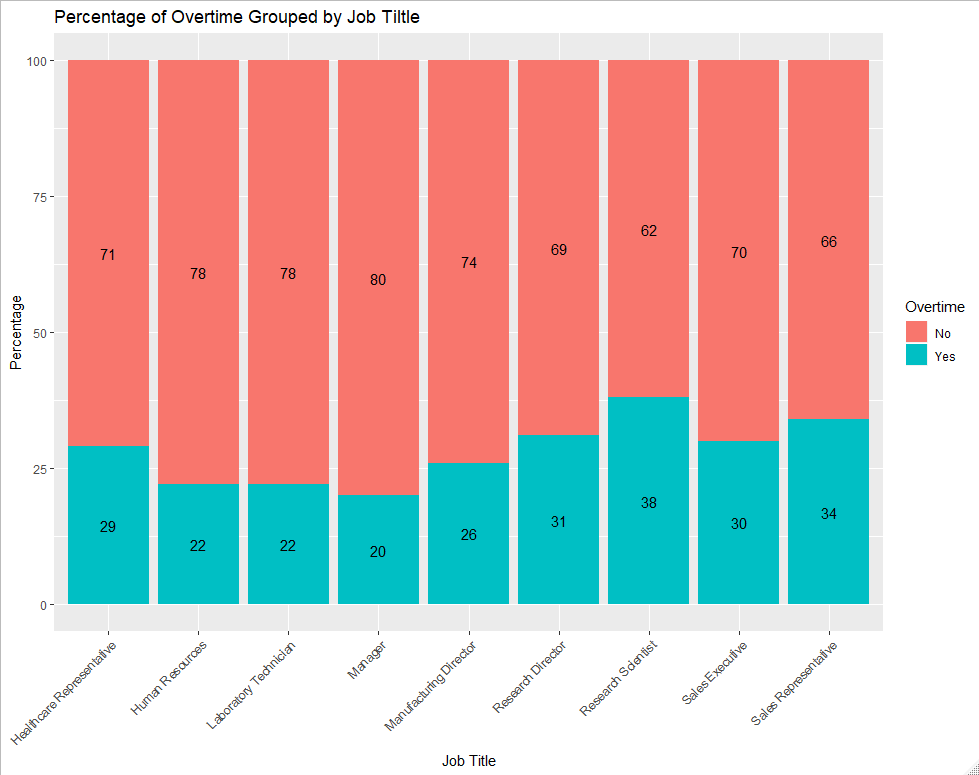 Percentage of Overtime Grouped by Job Tiltle
100
75
50
25
0
Percentage
71
78
78
80
74
69
62
70
66
29
22
22
20
26
31
38
30
34
Healthcare Representative
Human Resources
Laboratory Technician
Manager
Manufacturing Director
Research Director
Research Scientist
Sales Executive
Sales Representative
Job Title
Overtime
No
Yes